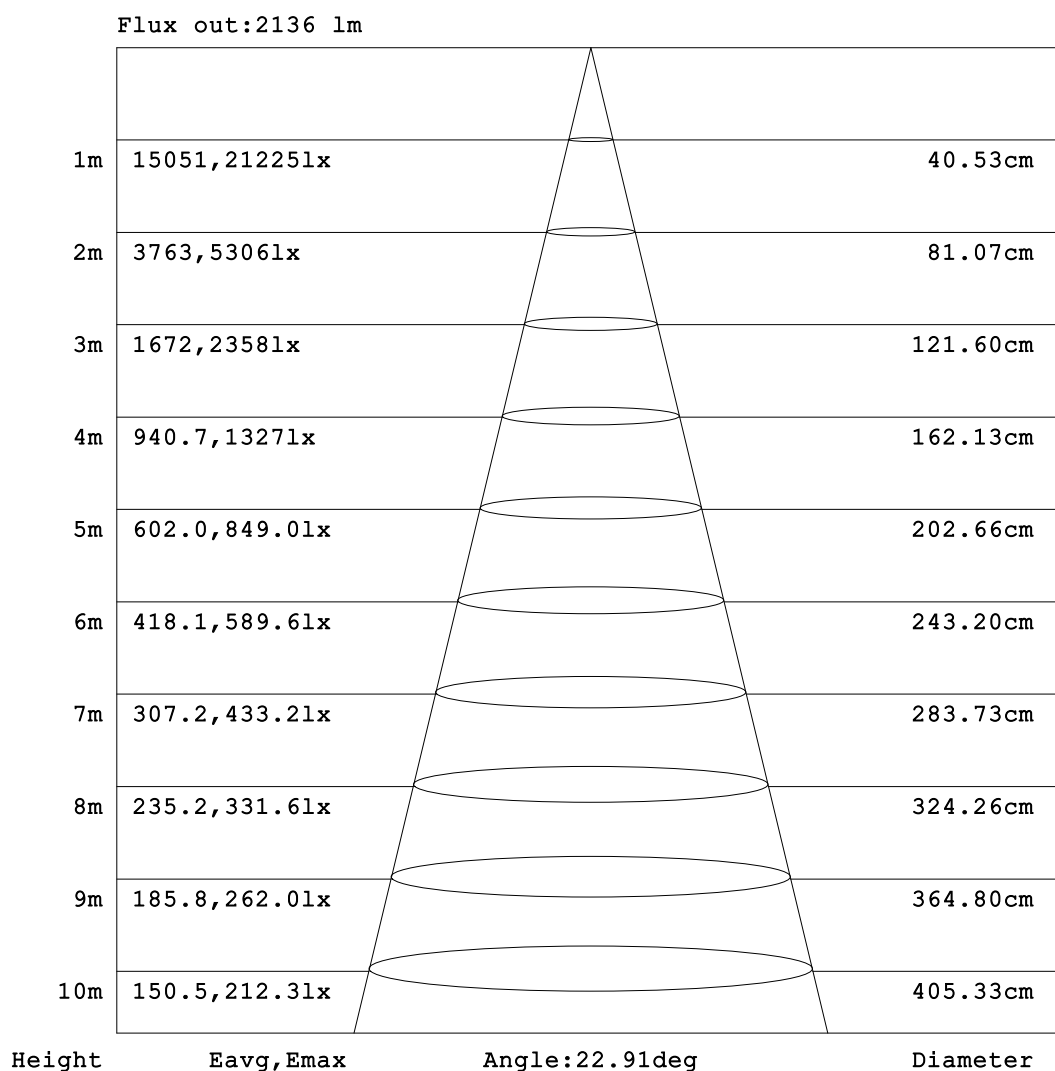 Flux out:2136 lm
1m 15051,21225lx 40.53cm
2m 3763,5306lx 81.07cm
3m 1672,2358lx 121.60cm
4m 940.7,1327lx 162.13cm
5m 602.0,849.0lx 202.66cm
6m 418.1,589.6lx 243.20cm
7m 307.2,433.2lx 283.73cm
8m 235.2,331.6lx 324.26cm
9m 185.8,262.0lx 364.80cm
10m 150.5,212.3lx 405.33cm
Height Eavg,Emax Angle:22.91deg Diameter